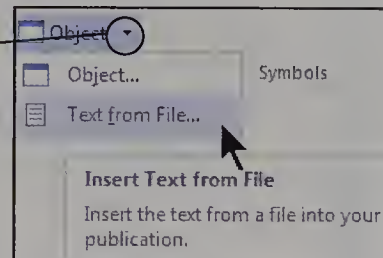 Object
Object...
Symbols
Text from File...
Insert Text from File
Insert the text from a file into your
publication.